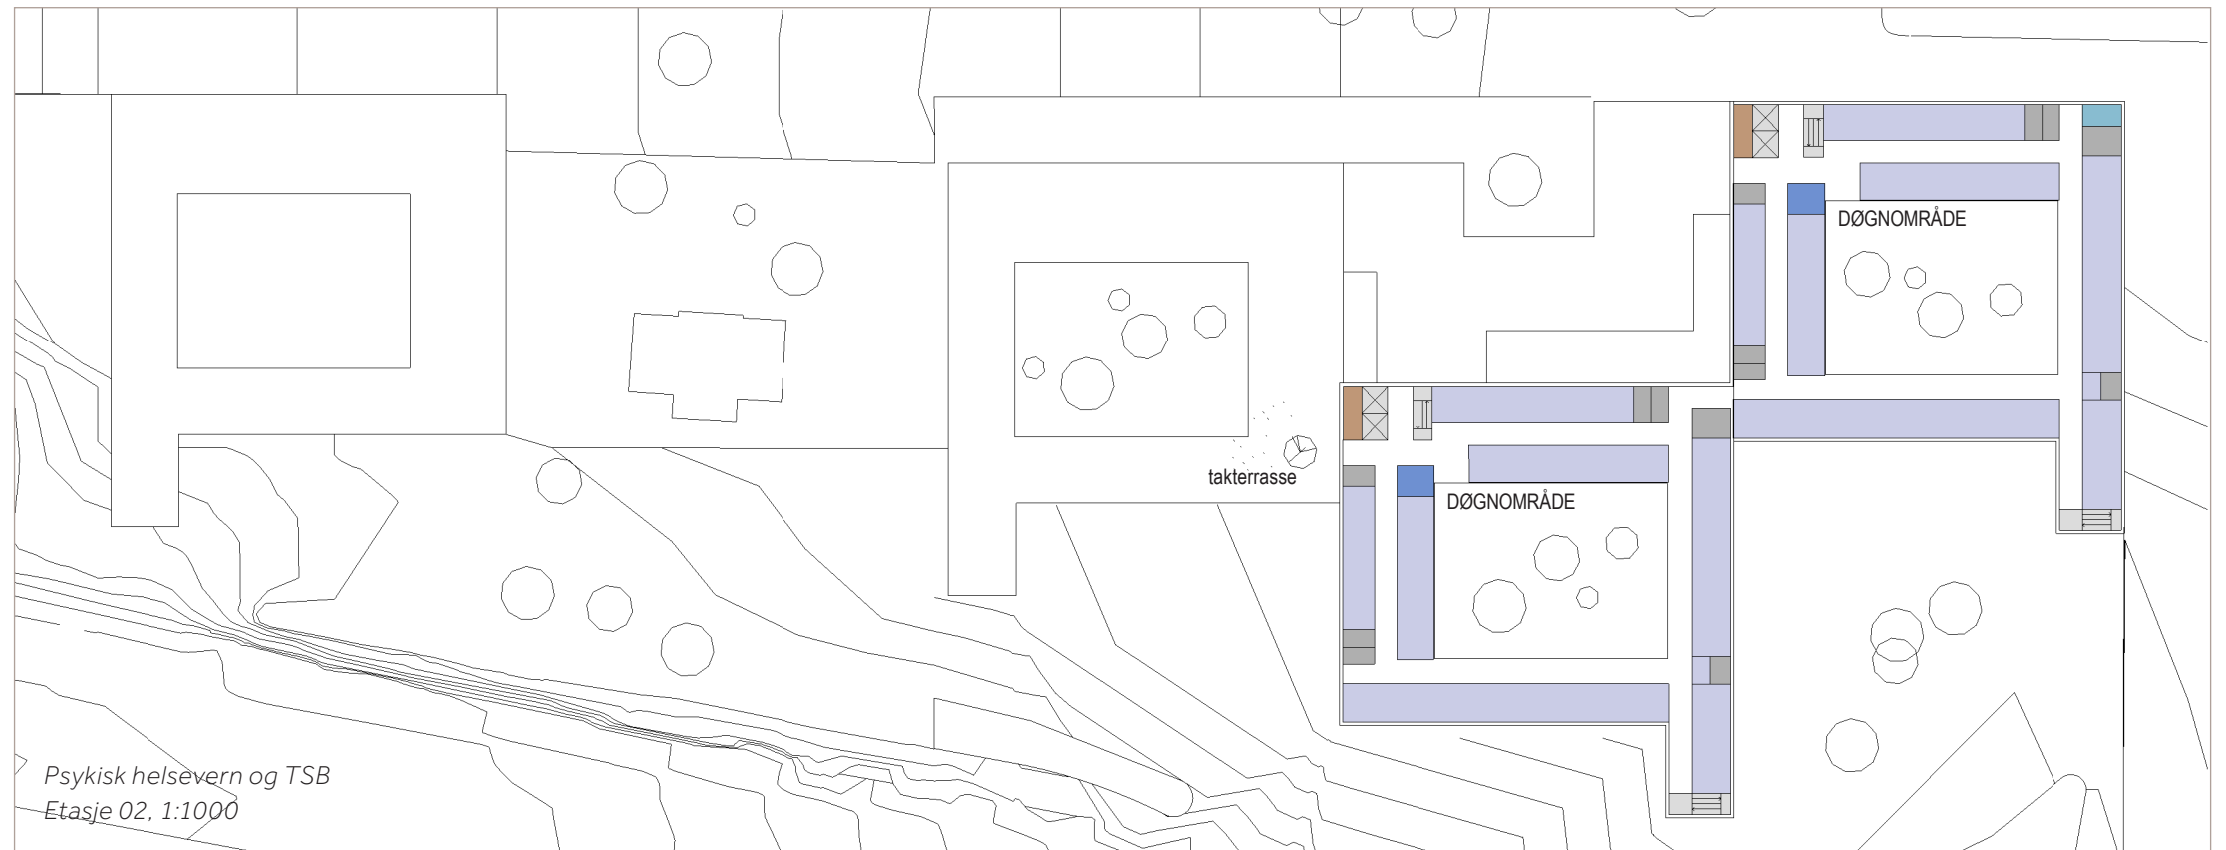 DØGNOMRÅDE
takterrasse
DØGNOMRÅDE
Psykisk helsevern og TSB
Etasje 02, 1:1000